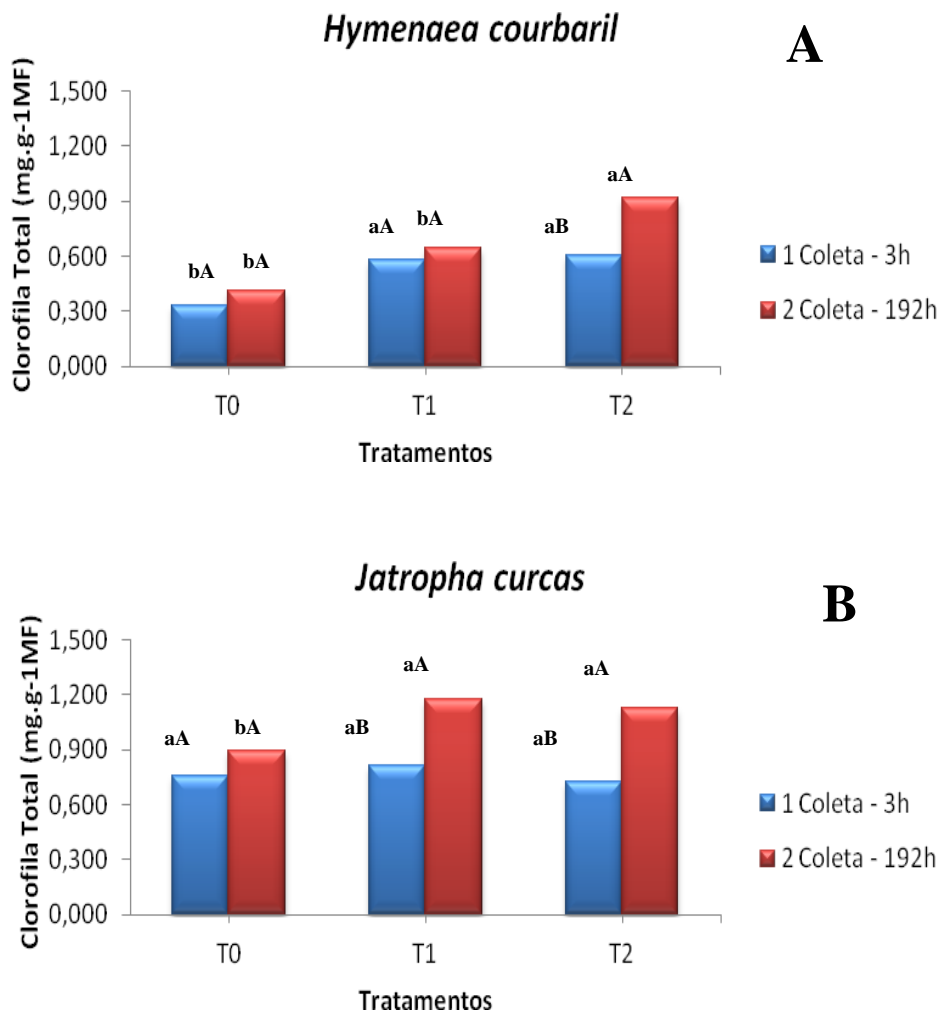 Hymenaea courbaril
A
Clorofila Total (mg.g-1MF)
1,500
1,200
0,900
0,600
0,300
0,000
bA
bA
aA
bA
aB
aA
T0
T1
T2
Tratamentos
1 Coleta - 3h
2 Coleta - 192h
Jatropha curcas
B
Clorofila Total (mg.g-1MF)
1,500
1,200
0,900
0,600
0,300
0,000
aA
bA
aB
aA
aB
aA
T0
T1
T2
Tratamentos
1 Coleta - 3h
2 Coleta - 192h